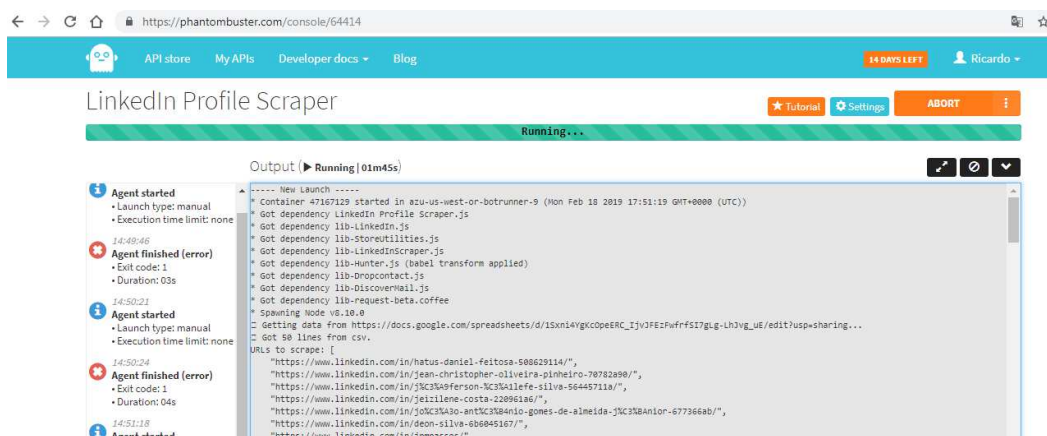 https://phantombuster.com/console/64414
API store My APIs Developer docs Blog 14 DAYS LEFT Ricardo
LinkedIn Profile Scraper
Tutorial Settings ABORT
Running...
Output ( Running | 01m45s)
Agent started
• Launch type: manual
• Execution time limit: none
14:49:46
Agent finished (error)
• Exit code: 1
• Duration: 03s
14:50:21
Agent started
• Launch type: manual
• Execution time limit: none
14:50:24
Agent finished (error)
• Exit code: 1
• Duration: 04s
14:51:18
Agent started
----- New Launch -----
* Container 47167129 started in azu-us-west-or-botrunner-9 (Mon Feb 18 2019 17:51:19 GMT+0000 (UTC))
* Got dependency LinkedIn Profile Scraper.js
* Got dependency lib-LinkedIn.js
* Got dependency lib-StoreUtilities.js
* Got dependency lib-LinkedInScraper.js
* Got dependency lib-Hunter.js (babel transform applied)
* Got dependency lib-Dropcontact.js
* Got dependency lib-DiscoverMail.js
* Got dependency lib-request-beta.coffee
* Spawning Node v8.10.0
Getting data from
Got 50 lines from csv.
URLs to scrape: [
"https://www.linkedin.com/in/hatus-daniel-feitosa-508629114/",
"https://www.linkedin.com/in/jean-christopher-oliveira-pinheiro-70782a90/",
"https://www.linkedin.com/in/j%C3%A9ferson-%C3%A1lefe-silva-56445711a/",
"https://www.linkedin.com/in/jeizilene-costa-220961a6/",
"https://www.linkedin.com/in/jo%C3%A3o-ant%C3%B4nio-gomes-de-almeida-j%C3%BAnior-677366ab/",
"https://www.linkedin.com/in/deon-silva-6b6045167/",